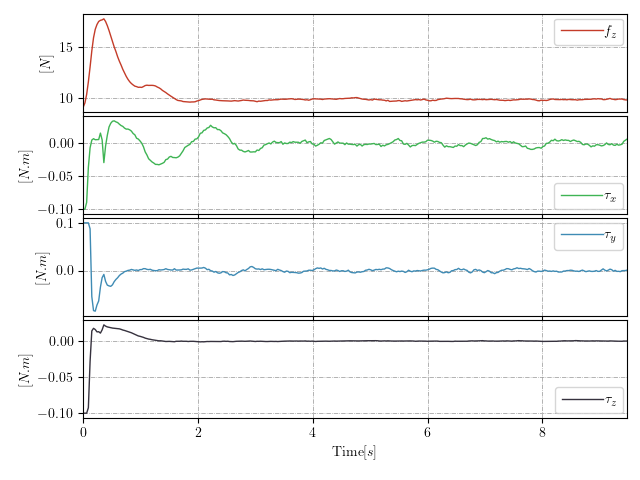 [N]
15
10
f_z
[N.m]
0.00
−0.05
−0.10
τ_x
[N.m]
0.1
0.0
τ_y
[N.m]
0.00
−0.05
−0.10
τ_z
0 2 4 6 8
Time[s]